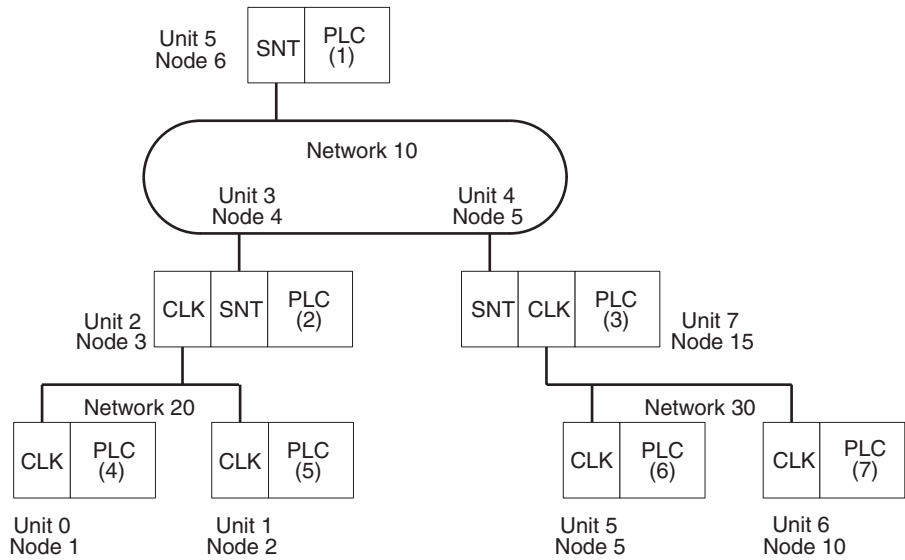 Unit 5
Node 6
SNT
PLC
(1)
Network 10
Unit 3
Node 4
Unit 4
Node 5
CLK
SNT
PLC
(2)
Unit 2
Node 3
SNT
CLK
PLC
(3)
Unit 7
Node 15
Network 20
Network 30
CLK
PLC
(4)
CLK
PLC
(5)
CLK
PLC
(6)
CLK
PLC
(7)
Unit 0
Node 1
Unit 1
Node 2
Unit 5
Node 5
Unit 6
Node 10